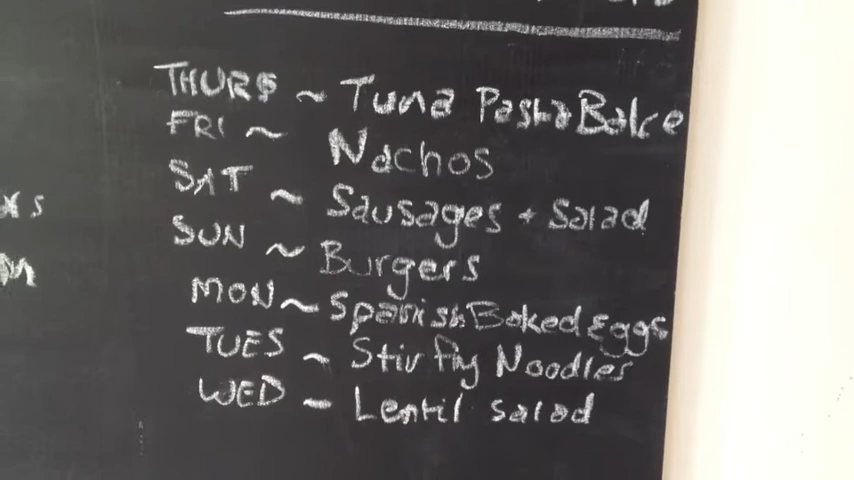 THURS ~ Tuna Pasta Bake
FRI ~ Nachos
SAT ~ Sausages + Salad
SUN ~ Burgers
MON ~ Spanish Baked Eggs
TUES ~ Stir fry Noodles
WED ~ Lentil salad